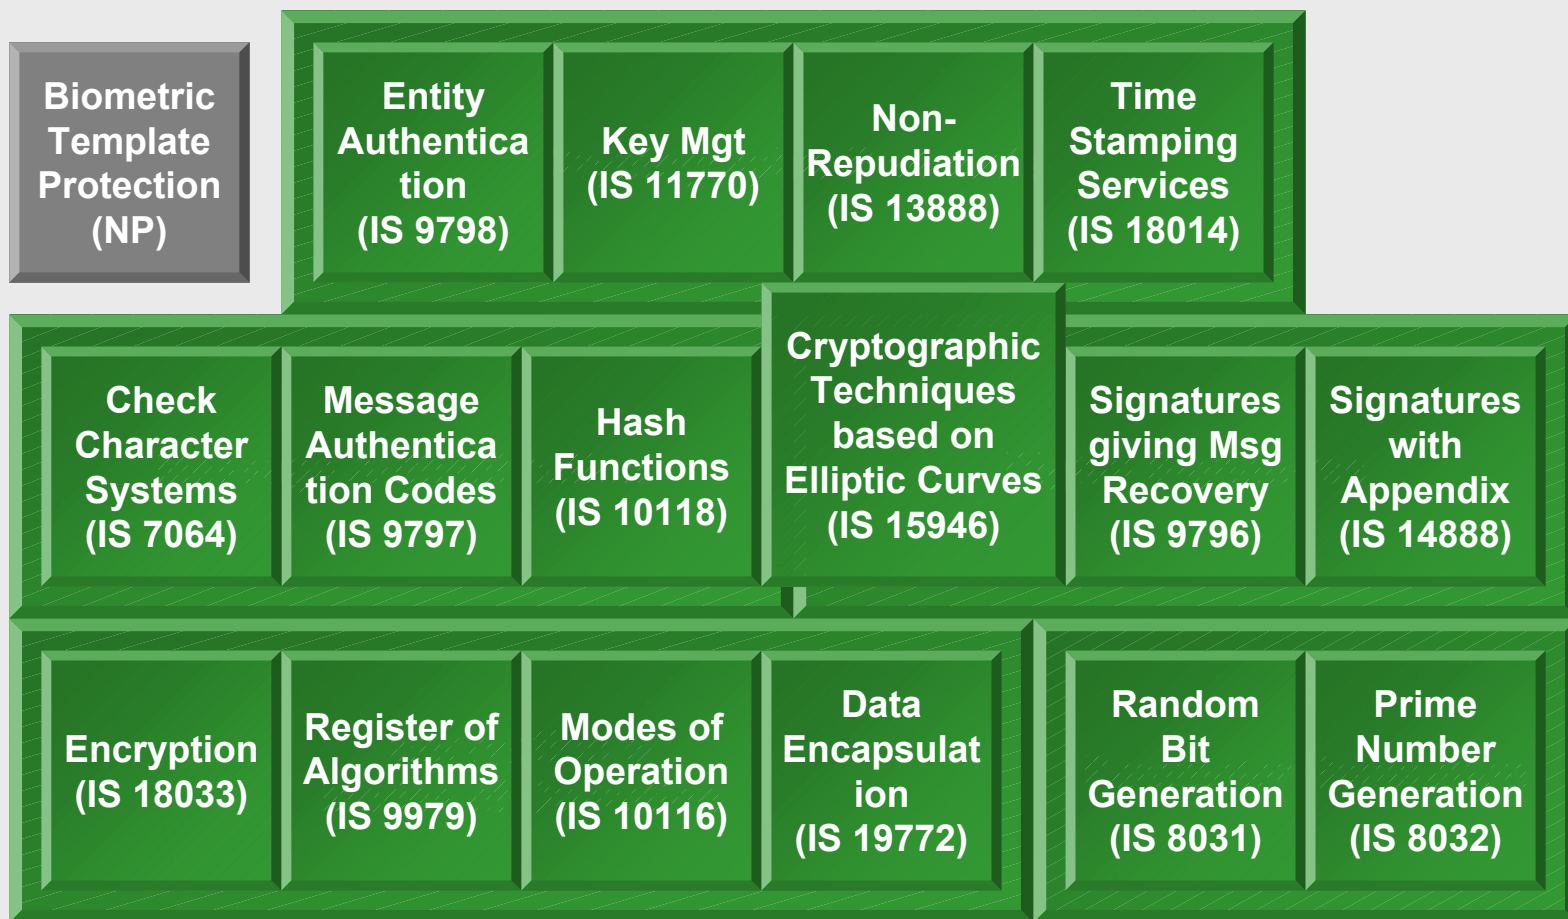 Biometric
Template
Protection
(NP)
Entity
Authentica
tion
(IS 9798)
Key Mgt
(IS 11770)
Non-
Repudiation
(IS 13888)
Time
Stamping
Services
(IS 18014)
Check
Character
Systems
(IS 7064)
Message
Authentica
tion Codes
(IS 9797)
Hash
Functions
(IS 10118)
Cryptographic
Techniques
based on
Elliptic Curves
(IS 15946)
Signatures
giving Msg
Recovery
(IS 9796)
Signatures
with
Appendix
(IS 14888)
Encryption
(IS 18033)
Register of
Algorithms
(IS 9979)
Modes of
Operation
(IS 10116)
Data
Encapsulat
ion
(IS 19772)
Random
Bit
Generation
(IS 8031)
Prime
Number
Generation
(IS 8032)